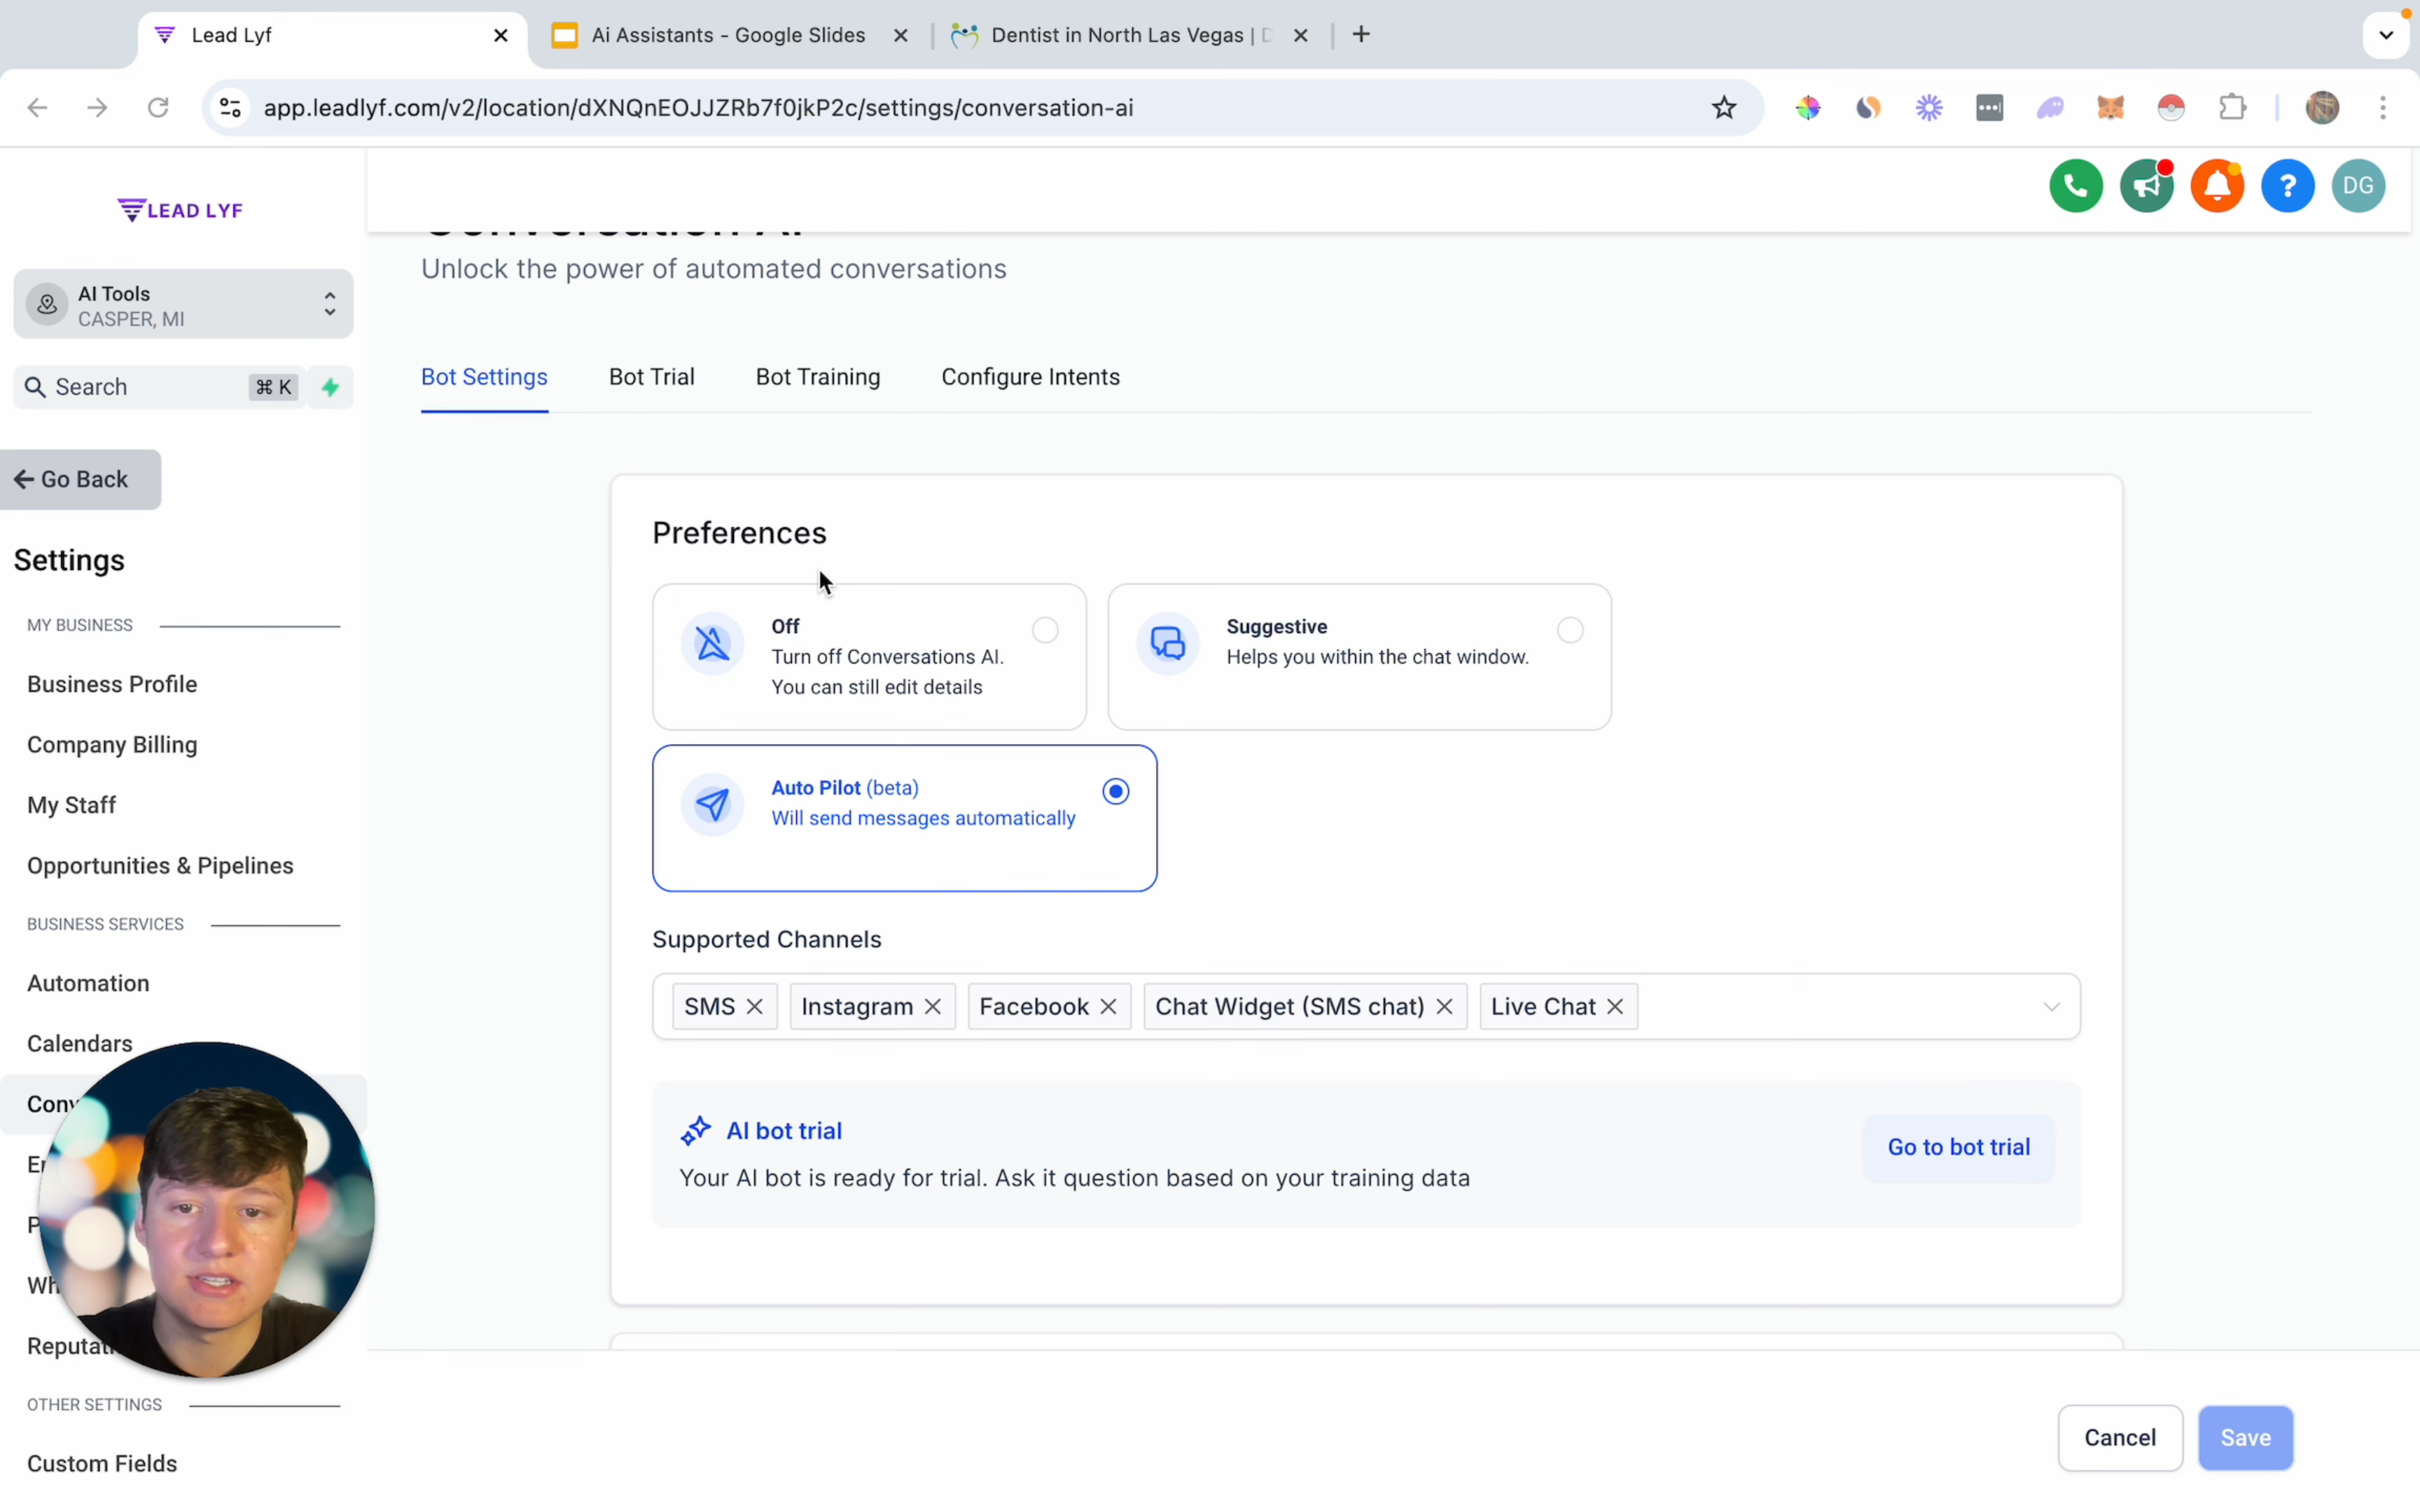 Lead Lyf
Ai Assistants - Google Slides
Dentist in North Las Vegas |
app.leadlyf.com/v2/location/dXNQnEOJJZRb7f0jkP2c/settings/conversation-ai
LEAD LYF
DG
Conversation AI
Unlock the power of automated conversations
AI Tools
CASPER, MI
Search
⌘ K
Bot Settings
Bot Trial
Bot Training
Configure Intents
Go Back
Settings
MY BUSINESS
Business Profile
Company Billing
My Staff
Opportunities & Pipelines
BUSINESS SERVICES
Automation
Calendars
Conv
Reputati
OTHER SETTINGS
Custom Fields
Preferences
Off
Turn off Conversations AI.
You can still edit details
Suggestive
Helps you within the chat window.
Auto Pilot (beta)
Will send messages automatically
Supported Channels
SMS
Instagram
Facebook
Chat Widget (SMS chat)
Live Chat
AI bot trial
Your AI bot is ready for trial. Ask it question based on your training data
Go to bot trial
Cancel
Save